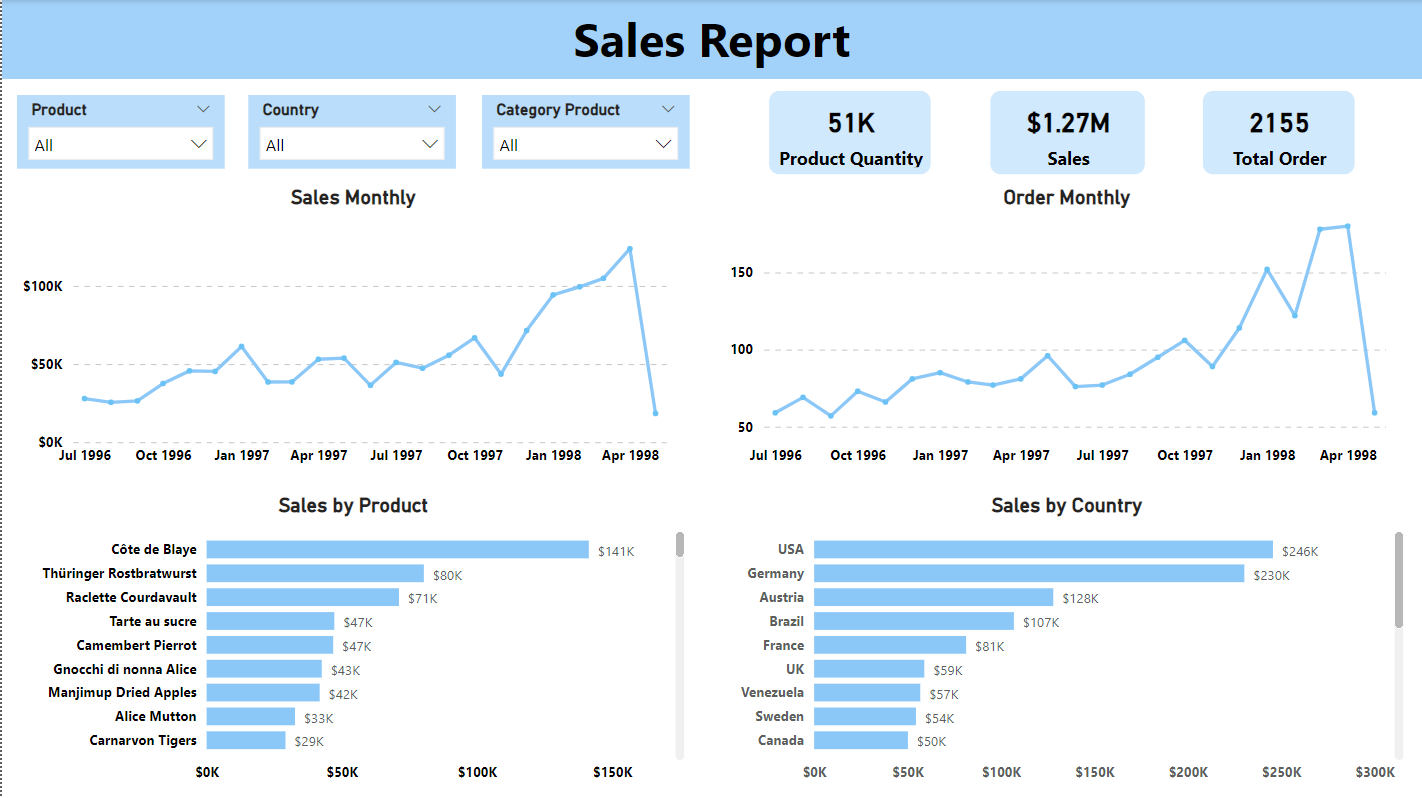 Sales Report
Product
All
Country
All
Category Product
All
51K
Product Quantity
$1.27M
Sales
2155
Total Order
Sales Monthly
$100K
$50K
$0K
Jul 1996 Oct 1996 Jan 1997 Apr 1997 Jul 1997 Oct 1997 Jan 1998 Apr 1998
Order Monthly
150
100
50
Jul 1996 Oct 1996 Jan 1997 Apr 1997 Jul 1997 Oct 1997 Jan 1998 Apr 1998
Sales by Product
Côte de Blaye $141K
Thüringer Rostbratwurst $80K
Raclette Courdavault $71K
Tarte au sucre $47K
Camembert Pierrot $47K
Gnocchi di nonna Alice $43K
Manjimup Dried Apples $42K
Alice Mutton $33K
Carnarvon Tigers $29K
$0K $50K $100K $150K
Sales by Country
USA $246K
Germany $230K
Austria $128K
Brazil $107K
France $81K
UK $59K
Venezuela $57K
Sweden $54K
Canada $50K
$0K $50K $100K $150K $200K $250K $300K